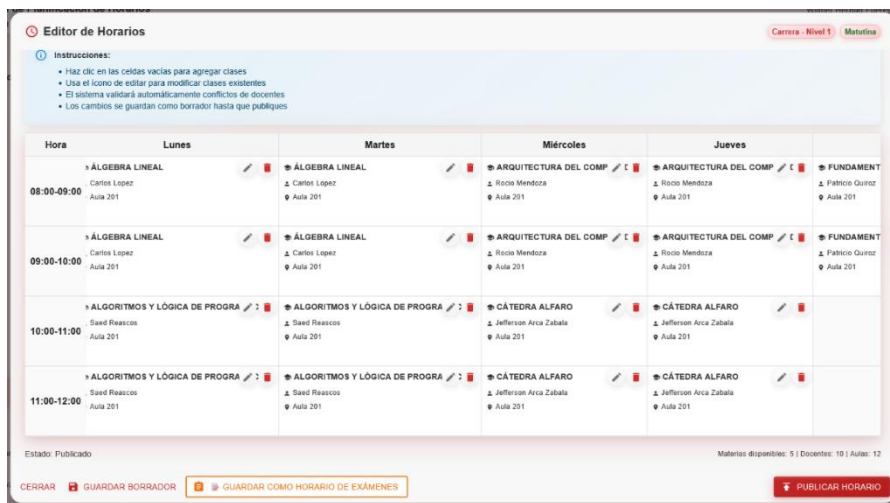 Editor de Horarios
Carrera - Nivel 1
Matutina
Instrucciones:
• Haz clic en las celdas vacías para agregar clases
• Usa el ícono de editar para modificar clases existentes
• El sistema validará automáticamente conflictos de docentes
• Los cambios se guardan como borrador hasta que publiques
Hora Lunes Martes Miércoles Jueves
08:00-09:00
ÁLGEBRA LINEAL
Carlos Lopez
Aula 201
ÁLGEBRA LINEAL
Carlos Lopez
Aula 201
ARQUITECTURA DEL COMP
Rocio Mendoza
Aula 201
ARQUITECTURA DEL COMP
Rocio Mendoza
Aula 201
FUNDAMENT
Patricio Quiroz
Aula 201
09:00-10:00
ÁLGEBRA LINEAL
Carlos Lopez
Aula 201
ÁLGEBRA LINEAL
Carlos Lopez
Aula 201
ARQUITECTURA DEL COMP
Rocio Mendoza
Aula 201
ARQUITECTURA DEL COMP
Rocio Mendoza
Aula 201
FUNDAMENT
Patricio Quiroz
Aula 201
10:00-11:00
ALGORITMOS Y LÓGICA DE PROGRA
Saed Reascos
Aula 201
ALGORITMOS Y LÓGICA DE PROGRA
Saed Reascos
Aula 201
CÁTEDRA ALFARO
Jefferson Arca Zabala
Aula 201
CÁTEDRA ALFARO
Jefferson Arca Zabala
Aula 201
11:00-12:00
ALGORITMOS Y LÓGICA DE PROGRA
Saed Reascos
Aula 201
ALGORITMOS Y LÓGICA DE PROGRA
Saed Reascos
Aula 201
CÁTEDRA ALFARO
Jefferson Arca Zabala
Aula 201
CÁTEDRA ALFARO
Jefferson Arca Zabala
Aula 201
Estado: Publicado
Materias disponibles: 5 | Docentes: 10 | Aulas: 12
CERRAR
GUARDAR BORRADOR
GUARDAR COMO HORARIO DE EXÁMENES
PUBLICAR HORARIO